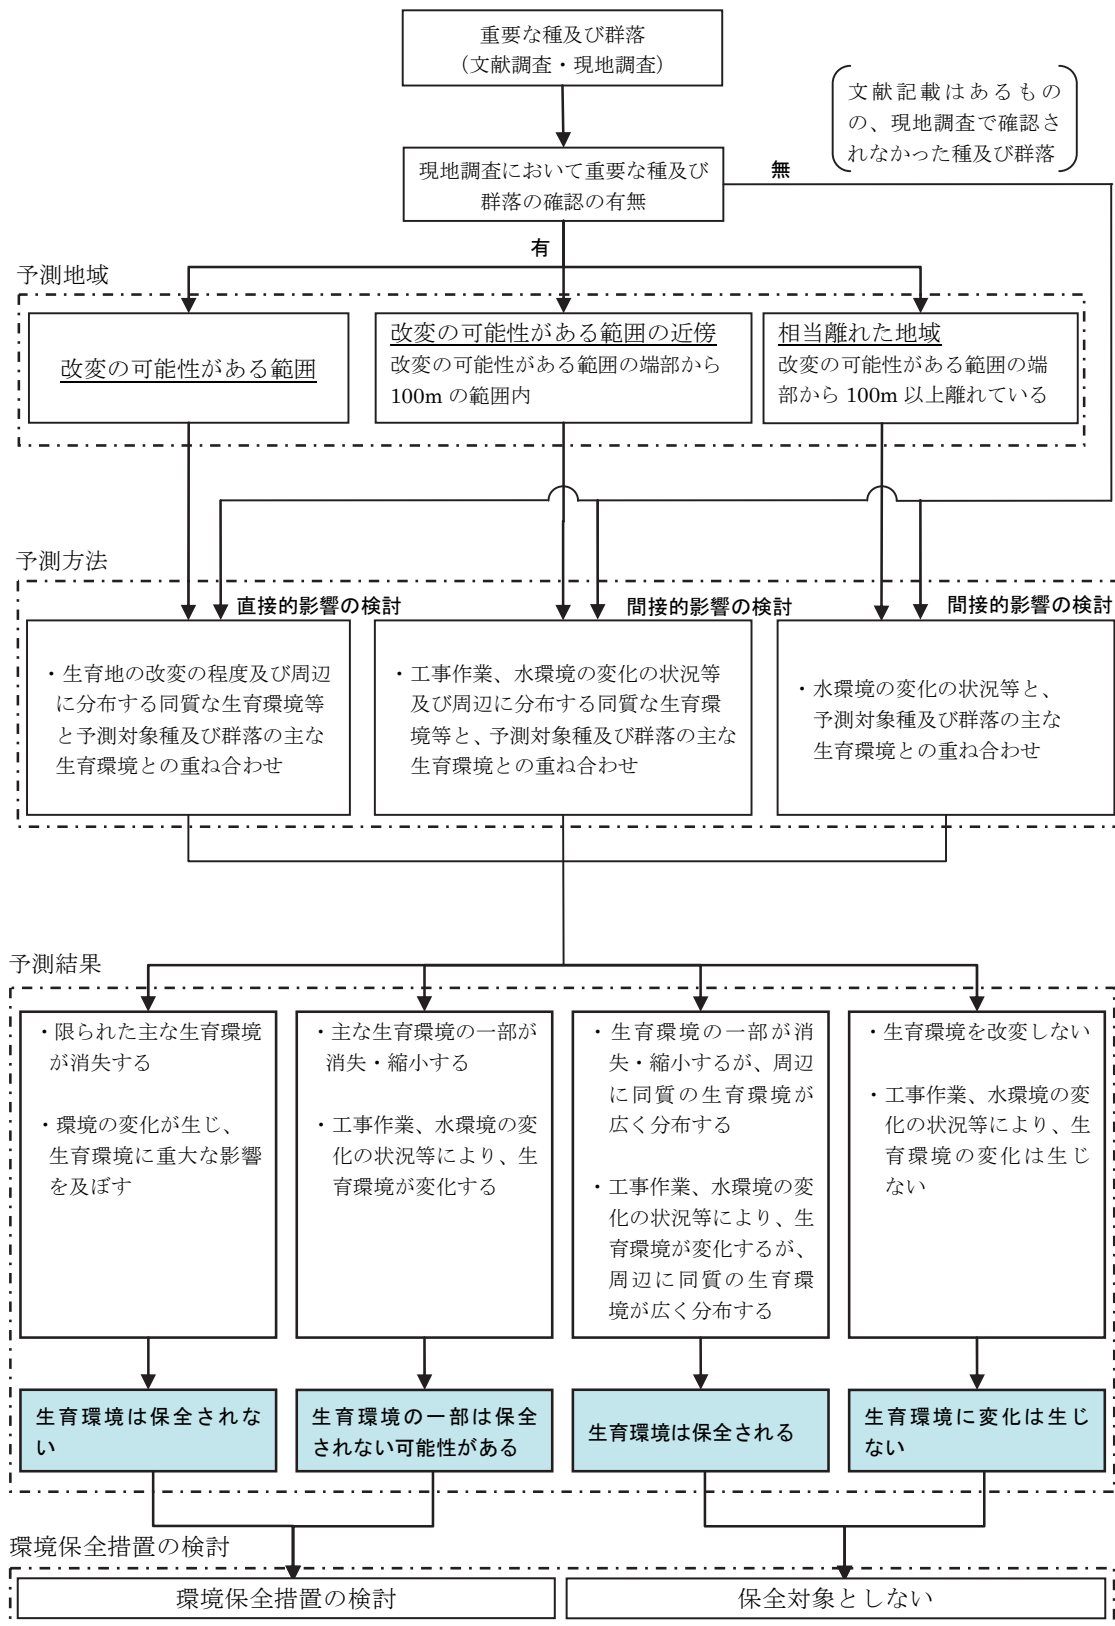 重要な種及び群落
（文献調査・現地調査）
文献記載はあるもの
の、現地調査で確認さ
れなかった種及び群落
現地調査において重要な種及び
群落の確認の有無
無
有
予測地域
改変の可能性がある範囲
改変の可能性がある範囲の近傍
改変の可能性がある範囲の端部から
100m の範囲内
相当離れた地域
改変の可能性がある範囲の端
部から 100m 以上離れている
予測方法
直接的影響の検討
間接的影響の検討
間接的影響の検討
・生育地の改変の程度及び周辺
に分布する同質な生育環境等
と予測対象種及び群落の主な
生育環境との重ね合わせ
・工事作業、水環境の変化の状況等
及び周辺に分布する同質な生育環
境等と、予測対象種及び群落の主な
生育環境との重ね合わせ
・水環境の変化の状況等と、
予測対象種及び群落の主な
生育環境との重ね合わせ
予測結果
・限られた主な生育環境
が消失する
・環境の変化が生じ、
生育環境に重大な影響
を及ぼす
・主な生育環境の一部が
消失・縮小する
・工事作業、水環境の変
化の状況等により、生
育環境が変化する
・生育環境の一部が消
失・縮小するが、周辺
に同質の生育環境が
広く分布する
・工事作業、水環境の変
化の状況等により、生
育環境が変化するが、
周辺に同質の生育環
境が広く分布する
・生育環境を改変しない
・工事作業、水環境の変
化の状況等により、生
育環境の変化は生じ
ない
生育環境は保全されな
い
生育環境の一部は保全
されない可能性がある
生育環境は保全される
生育環境に変化は生じ
ない
環境保全措置の検討
環境保全措置の検討
保全対象としない